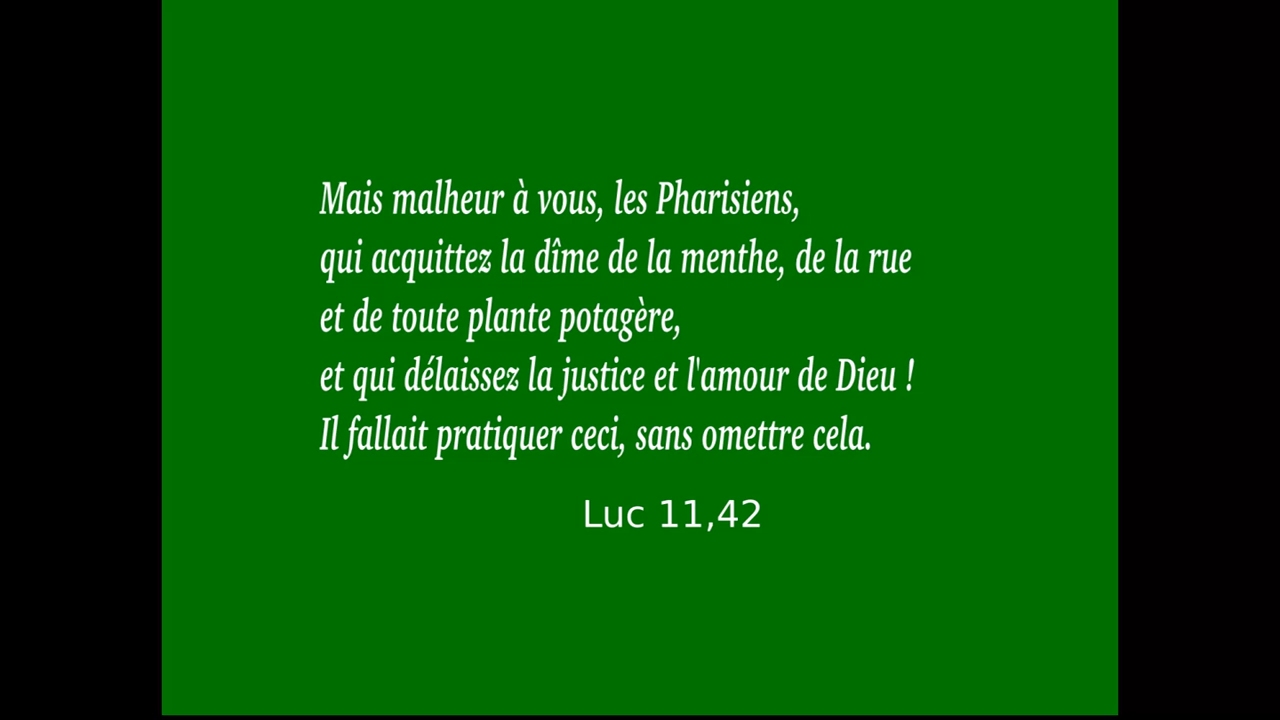 Mais malheur à vous, les Pharisiens,
qui acquittez la dîme de la menthe, de la rue
et de toute plante potagère,
et qui délaissez la justice et l'amour de Dieu !
Il fallait pratiquer ceci, sans omettre cela.
Luc 11,42